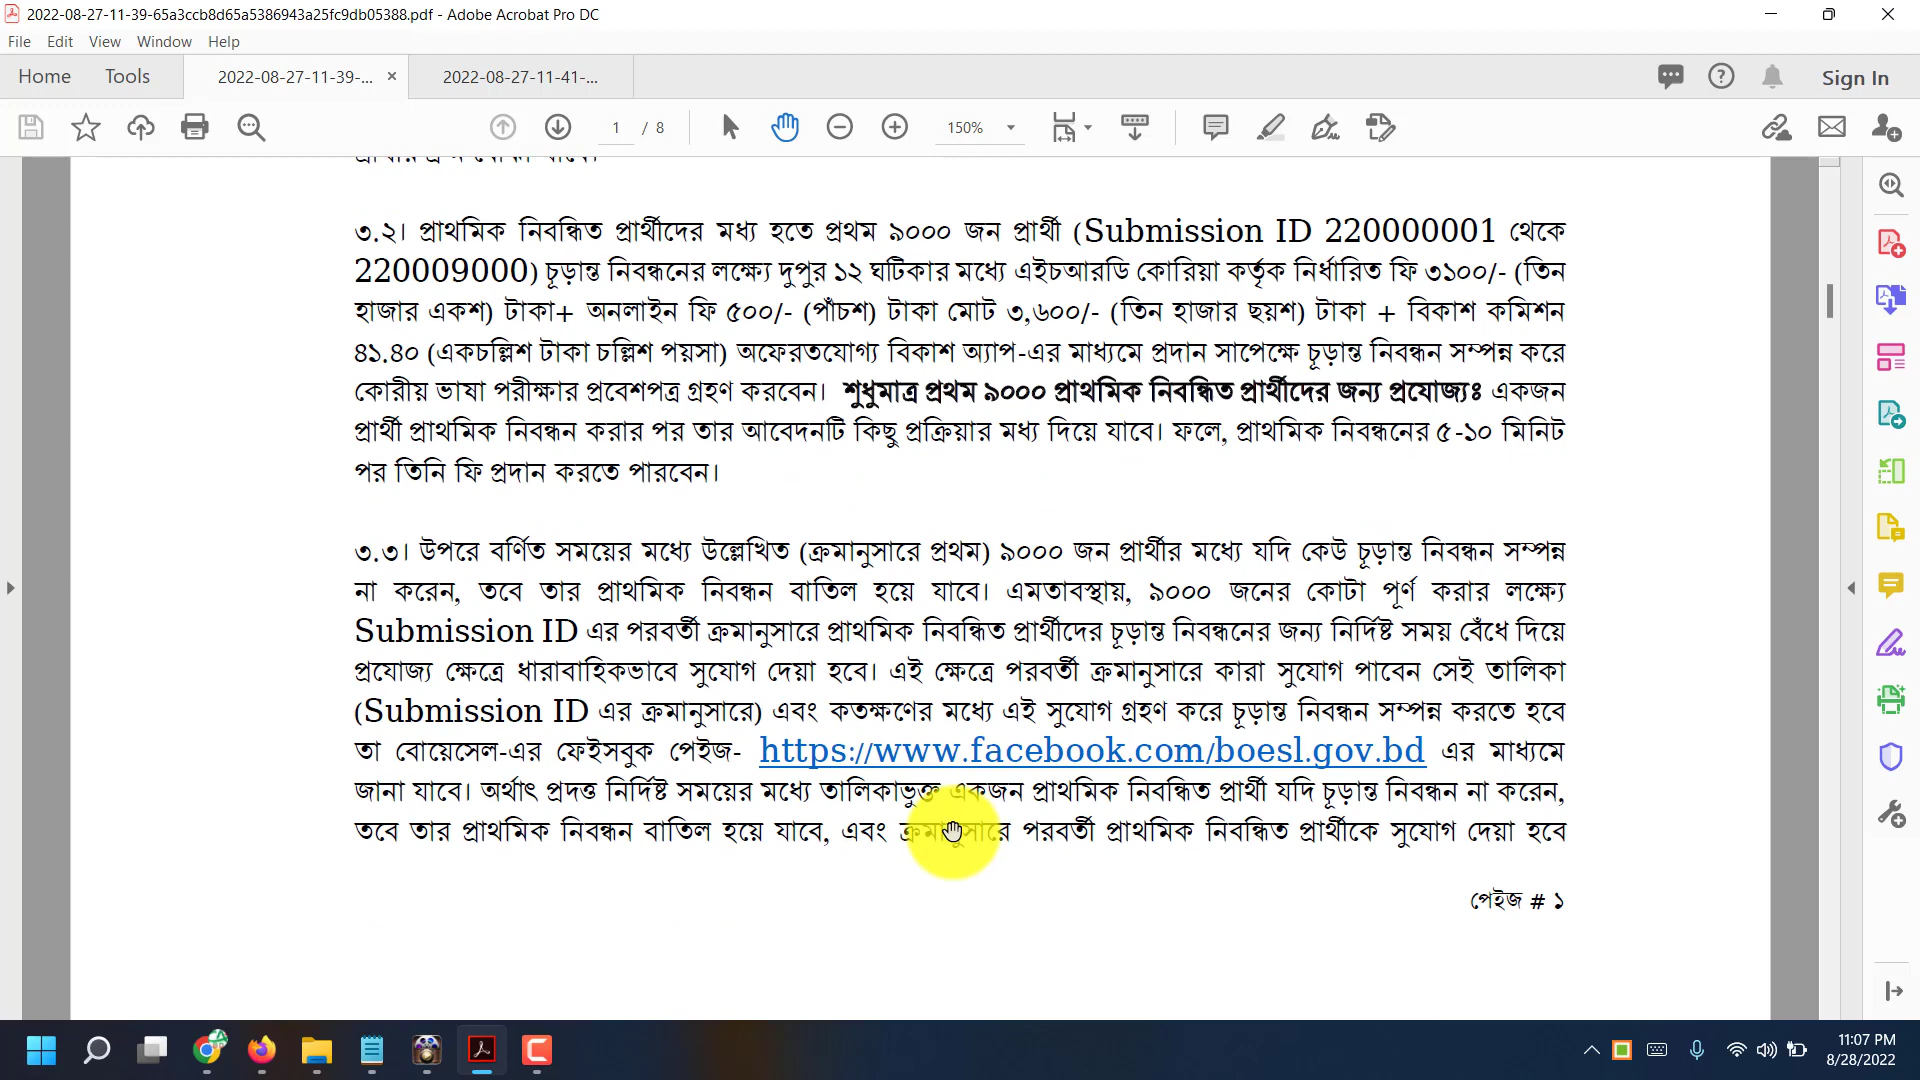 2022-08-27-11-39-65a3ccb8d65a5386943a25fc9db05388.pdf - Adobe Acrobat Pro DC
File Edit View Window Help
Home Tools 2022-08-27-11-39-... × 2022-08-27-11-41-... Sign In
1 / 8 150%
৩.২। প্রাথমিক নিবন্ধিত প্রার্থীদের মধ্য হতে প্রথম ৯০০০ জন প্রার্থী (Submission ID 220000001 থেকে
220009000) চূড়ান্ত নিবন্ধনের লক্ষ্যে দুপুর ১২ ঘটিকার মধ্যে এইচআরডি কোরিয়া কর্তৃক নির্ধারিত ফি ৩১০০/- (তিন
হাজার একশ) টাকা+ অনলাইন ফি ৫০০/- (পাঁচশ) টাকা মোট ৩,৬০০/- (তিন হাজার ছয়শ) টাকা + বিকাশ কমিশন
৪১.৪০ (একচল্লিশ টাকা চল্লিশ পয়সা) অফেরতযোগ্য বিকাশ অ্যাপ-এর মাধ্যমে প্রদান সাপেক্ষে চূড়ান্ত নিবন্ধন সম্পন্ন করে
কোরীয় ভাষা পরীক্ষার প্রবেশপত্র গ্রহণ করবেন। শুধুমাত্র প্রথম ৯০০০ প্রাথমিক নিবন্ধিত প্রার্থীদের জন্য প্রযোজ্যঃ একজন
প্রার্থী প্রাথমিক নিবন্ধন করার পর তার আবেদনটি কিছু প্রক্রিয়ার মধ্য দিয়ে যাবে। ফলে, প্রাথমিক নিবন্ধনের ৫-১০ মিনিট
পর তিনি ফি প্রদান করতে পারবেন।
৩.৩। উপরে বর্ণিত সময়ের মধ্যে উল্লেখিত (ক্রমানুসারে প্রথম) ৯০০০ জন প্রার্থীর মধ্যে যদি কেউ চূড়ান্ত নিবন্ধন সম্পন্ন
না করেন, তবে তার প্রাথমিক নিবন্ধন বাতিল হয়ে যাবে। এমতাবস্থায়, ৯০০০ জনের কোটা পূর্ণ করার লক্ষ্যে
Submission ID এর পরবর্তী ক্রমানুসারে প্রাথমিক নিবন্ধিত প্রার্থীদের চূড়ান্ত নিবন্ধনের জন্য নির্দিষ্ট সময় বেঁধে দিয়ে
প্রযোজ্য ক্ষেত্রে ধারাবাহিকভাবে সুযোগ দেয়া হবে। এই ক্ষেত্রে পরবর্তী ক্রমানুসারে কারা সুযোগ পাবেন সেই তালিকা
(Submission ID এর ক্রমানুসারে) এবং কতক্ষণের মধ্যে এই সুযোগ গ্রহণ করে চূড়ান্ত নিবন্ধন সম্পন্ন করতে হবে
তা বোয়েসেল-এর ফেইসবুক পেইজ- https://www.facebook.com/boesl.gov.bd এর মাধ্যমে
জানা যাবে। অর্থাৎ প্রদত্ত নির্দিষ্ট সময়ের মধ্যে তালিকাভুক্ত একজন প্রাথমিক নিবন্ধিত প্রার্থী যদি চূড়ান্ত নিবন্ধন না করেন,
তবে তার প্রাথমিক নিবন্ধন বাতিল হয়ে যাবে, এবং ক্রমানুসারে পরবর্তী প্রাথমিক নিবন্ধিত প্রার্থীকে সুযোগ দেয়া হবে
পেইজ # ১
11:07 PM
8/28/2022